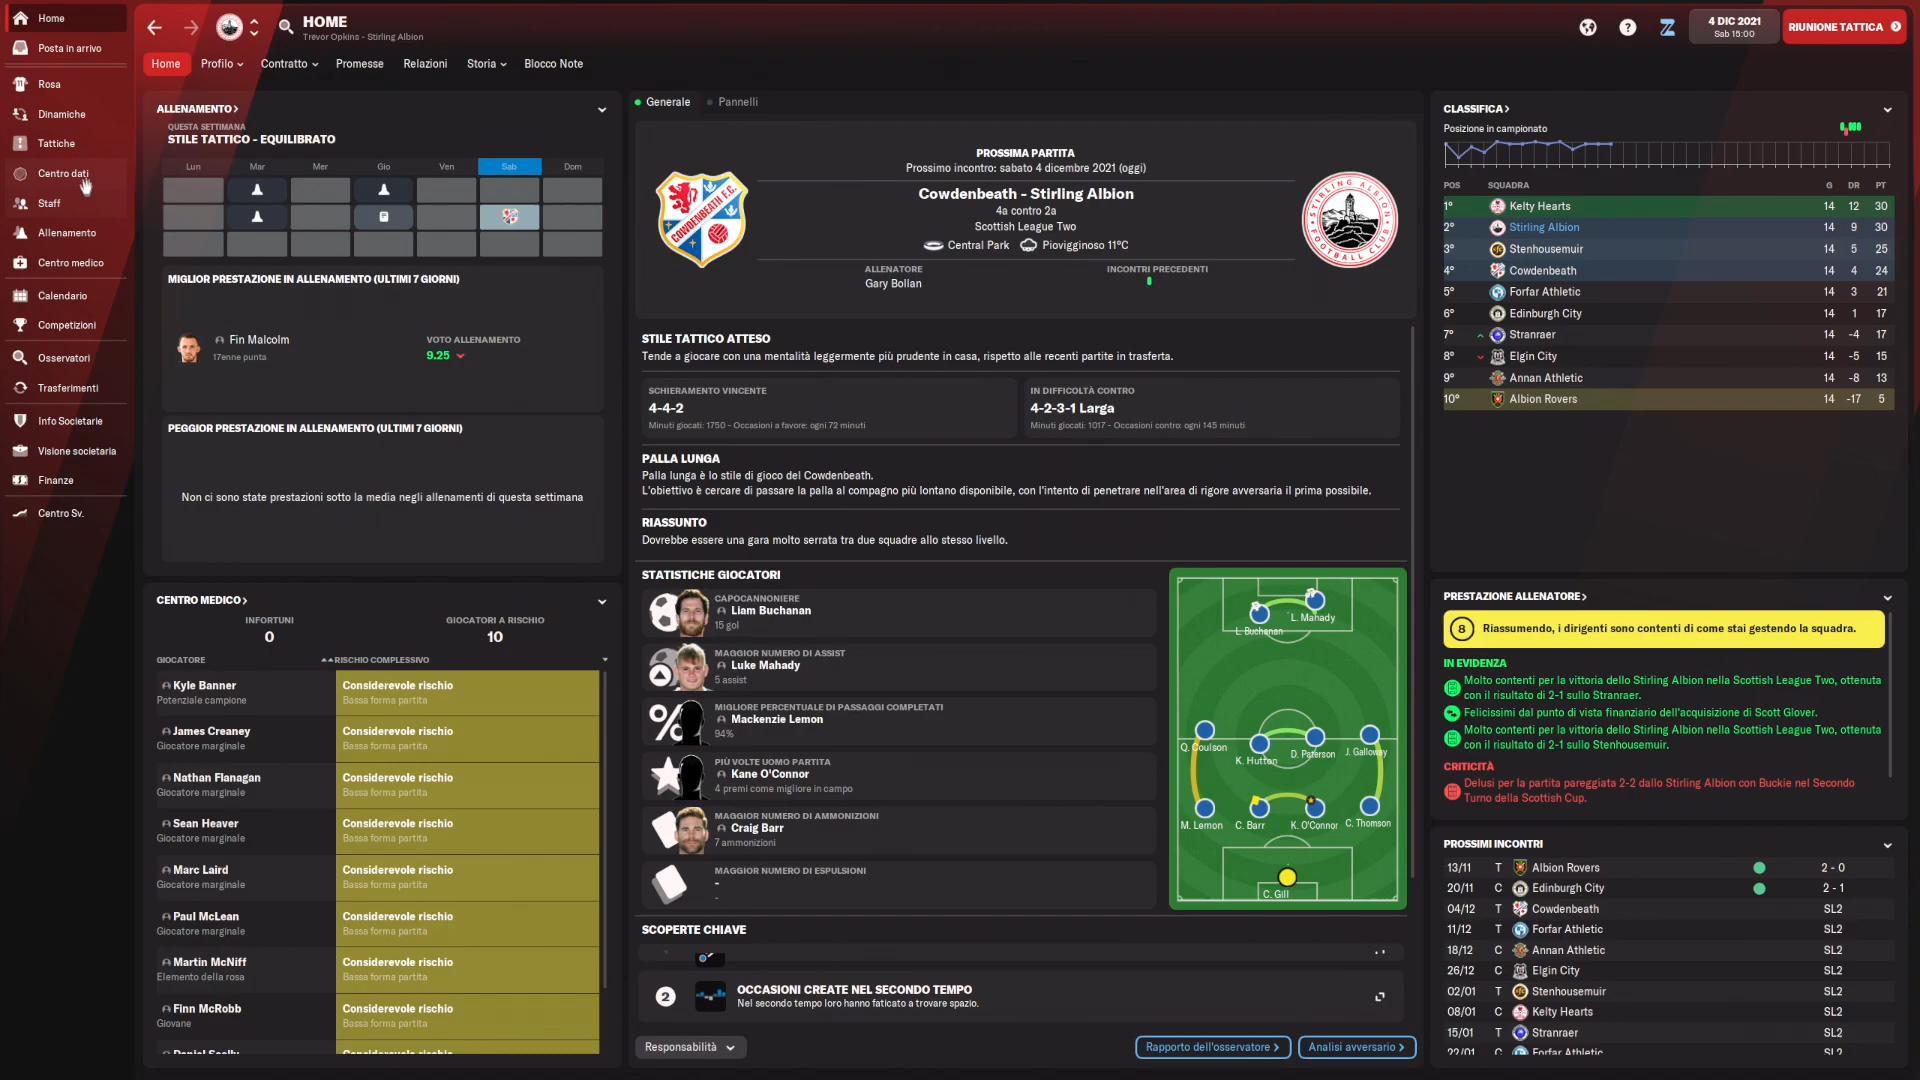 Home
Posta in arrivo
Rosa
Dinamiche
Tattiche
Centro dati
Staff
Allenamento
Centro medico
Calendario
Competizioni
Osservatori
Trasferimenti
Info Societarie
Visione societaria
Finanze
Centro Sv.
HOME
Trevor Opkins - Stirling Albion
4 DIC 2021
Sab 15:00
RIUNIONE TATTICA
Home
Profilo
Contratto
Promesse
Relazioni
Storia
Blocco Note
ALLENAMENTO>
QUESTA SETTIMANA
STILE TATTICO - EQUILIBRATO
Lun Mar Mer Gio Ven Sab Dom
MIGLIOR PRESTAZIONE IN ALLENAMENTO (ULTIMI 7 GIORNI)
Fin Malcolm
17enne punta
VOTO ALLENAMENTO
9.25
PEGGIOR PRESTAZIONE IN ALLENAMENTO (ULTIMI 7 GIORNI)
Non ci sono state prestazioni sotto la media negli allenamenti di questa settimana
CENTRO MEDICO>
INFORTUNI
0
GIOCATORI A RISCHIO
10
GIOCATORE RISCHIO COMPLESSIVO
Kyle Banner
Potenziale campione
Considerevole rischio
Bassa forma partita
James Creaney
Giocatore marginale
Considerevole rischio
Bassa forma partita
Nathan Flanagan
Giocatore marginale
Considerevole rischio
Bassa forma partita
Sean Heaver
Giocatore marginale
Considerevole rischio
Bassa forma partita
Marc Laird
Giocatore marginale
Considerevole rischio
Bassa forma partita
Paul McLean
Giocatore marginale
Considerevole rischio
Bassa forma partita
Martin McNiff
Elemento della rosa
Considerevole rischio
Bassa forma partita
Finn McRobb
Giovane
Considerevole rischio
Bassa forma partita
Daniel Scally
Considerevole rischio
Generale
Pannelli
PROSSIMA PARTITA
Prossimo incontro: sabato 4 dicembre 2021 (oggi)
Cowdenbeath - Stirling Albion
4a contro 2a
Scottish League Two
Central Park Piovigginoso 11°C
ALLENATORE
Gary Bollan
INCONTRI PRECEDENTI
COWDENBEATH F.C.
STIRLING ALBION FOOTBALL CLUB
STILE TATTICO ATTESO
Tende a giocare con una mentalità leggermente più prudente in casa, rispetto alle recenti partite in trasferta.
SCHIERAMENTO VINCENTE
4-4-2
Minuti giocati: 1750 - Occasioni a favore: ogni 72 minuti
IN DIFFICOLTÀ CONTRO
4-2-3-1 Larga
Minuti giocati: 1017 - Occasioni contro: ogni 145 minuti
PALLA LUNGA
Palla lunga è lo stile di gioco del Cowdenbeath.
L'obiettivo è cercare di passare la palla al compagno più lontano disponibile, con l'intento di penetrare nell'area di rigore avversaria il prima possibile.
RIASSUNTO
Dovrebbe essere una gara molto serrata tra due squadre allo stesso livello.
STATISTICHE GIOCATORI
CAPOCANNONIERE
Liam Buchanan
15 gol
MAGGIOR NUMERO DI ASSIST
Luke Mahady
5 assist
MIGLIORE PERCENTUALE DI PASSAGGI COMPLETATI
Mackenzie Lemon
94%
PIÙ VOLTE UOMO PARTITA
Kane O'Connor
4 premi come migliore in campo
MAGGIOR NUMERO DI AMMONIZIONI
Craig Barr
7 ammonizioni
MAGGIOR NUMERO DI ESPULSIONI
-
-
L. Buchanan
L. Mahady
Q. Coulson
K. Hutton
D. Paterson
J. Galloway
M. Lemon
C. Barr
K. O'Connor
C. Thomson
C. Gill
SCOPERTE CHIAVE
2
OCCASIONI CREATE NEL SECONDO TEMPO
Nel secondo tempo loro hanno faticato a trovare spazio.
Responsabilità
Rapporto dell'osservatore >
Analisi avversario >
CLASSIFICA>
Posizione in campionato
POS SQUADRA G DR PT
1° Kelty Hearts 14 12 30
2° Stirling Albion 14 9 30
3° Stenhousemuir 14 5 25
4° Cowdenbeath 14 4 24
5° Forfar Athletic 14 3 21
6° Edinburgh City 14 1 17
7° Stranraer 14 -4 17
8° Elgin City 14 -5 15
9° Annan Athletic 14 -8 13
10° Albion Rovers 14 -17 5
PRESTAZIONE ALLENATORE>
8 Riassumendo, i dirigenti sono contenti di come stai gestendo la squadra.
IN EVIDENZA
Molto contenti per la vittoria dello Stirling Albion nella Scottish League Two, ottenuta
con il risultato di 2-1 sullo Stranraer.
Felicissimi dal punto di vista finanziario dell'acquisizione di Scott Glover.
Molto contenti per la vittoria dello Stirling Albion nella Scottish League Two, ottenuta
con il risultato di 2-1 sullo Stenhousemuir.
CRITICITÀ
Delusi per la partita pareggiata 2-2 dallo Stirling Albion con Buckie nel Secondo
Turno della Scottish Cup.
PROSSIMI INCONTRI
13/11 T Albion Rovers 2 - 0
20/11 C Edinburgh City 2 - 1
04/12 T Cowdenbeath SL2
11/12 T Forfar Athletic SL2
18/12 C Annan Athletic SL2
26/12 C Elgin City SL2
02/01 T Stenhousemuir SL2
08/01 C Kelty Hearts SL2
15/01 T Stranraer SL2
22/01 C Forfar Athletic SL2